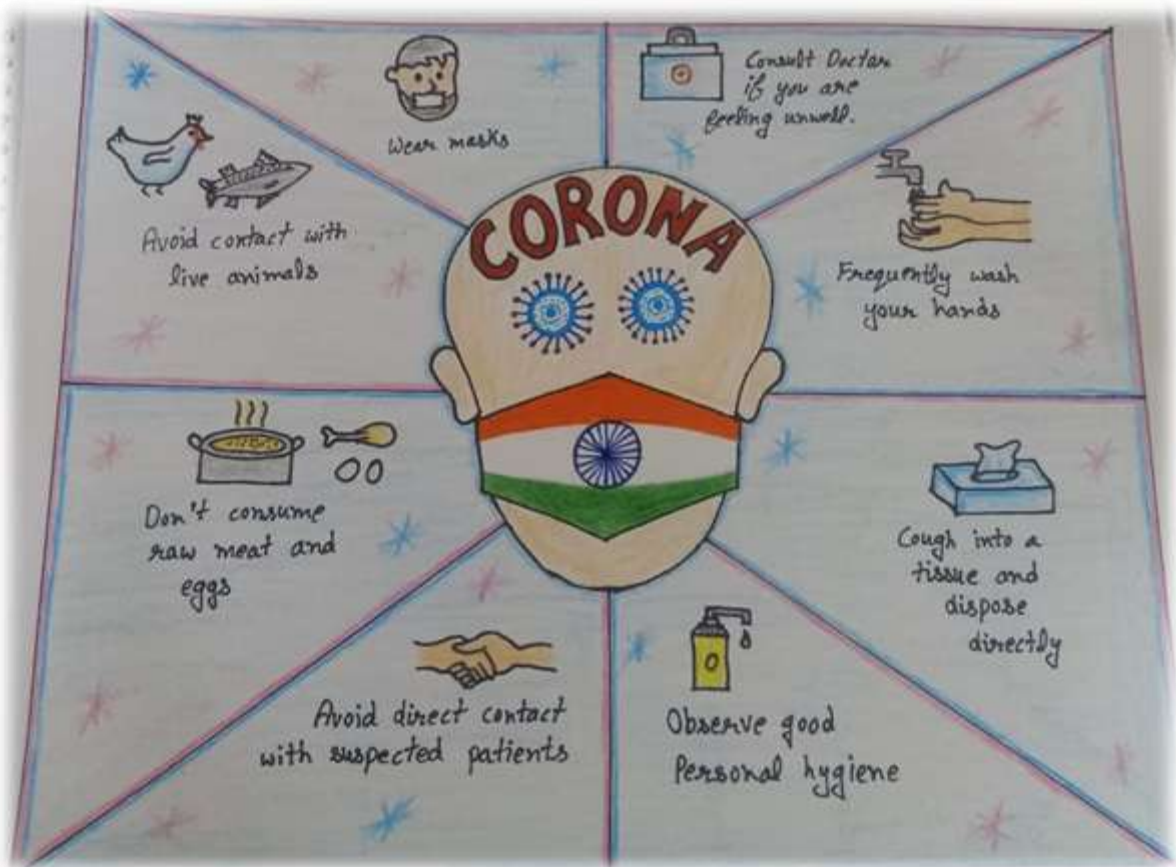 Wear masks
Consult Doctor
if you are
feeling unwell.
CORONA
Avoid contact with
live animals
Frequently wash
your hands
Don't consume
raw meat and
eggs
Cough into a
tissue and
dispose
directly
Avoid direct contact
with suspected patients
Observe good
Personal hygiene